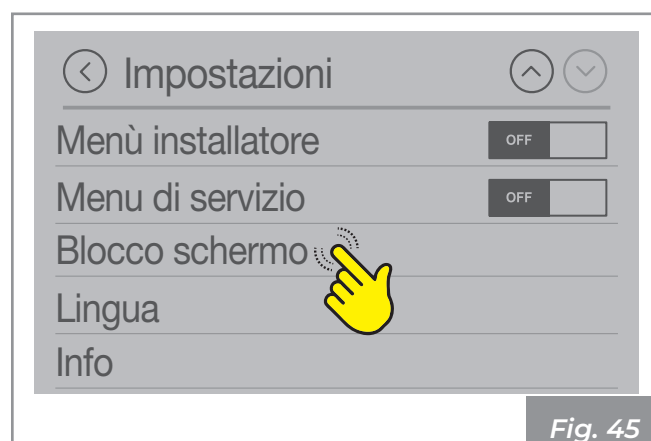 Impostazioni
Menù installatore OFF
Menu di servizio OFF
Blocco schermo
Lingua
Info
Fig. 45